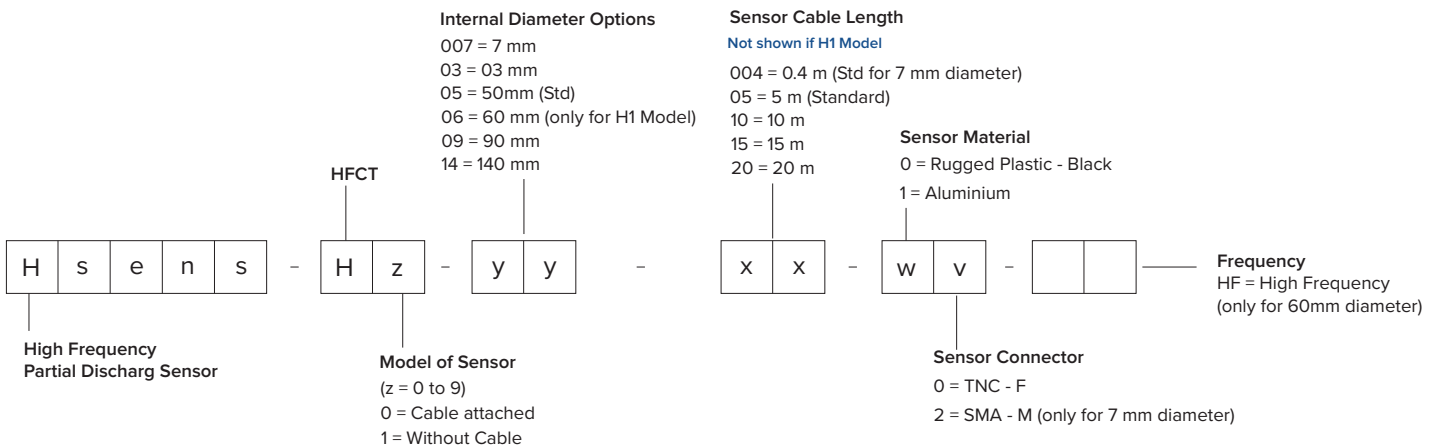 Internal Diameter Options
007 = 7 mm
03 = 03 mm
05 = 50mm (Std)
06 = 60 mm (only for H1 Model)
09 = 90 mm
14 = 140 mm
Sensor Cable Length
Not shown if H1 Model
004 = 0.4 m (Std for 7 mm diameter)
05 = 5 m (Standard)
10 = 10 m
15 = 15 m
20 = 20 m
Sensor Material
0 = Rugged Plastic - Black
1 = Aluminium
HFCT
H s e n s - H z - y y - x x - w v -
Frequency
HF = High Frequency
(only for 60mm diameter)
High Frequency
Partial Discharg Sensor
Model of Sensor
(z = 0 to 9)
0 = Cable attached
1 = Without Cable
Sensor Connector
0 = TNC - F
2 = SMA - M (only for 7 mm diameter)